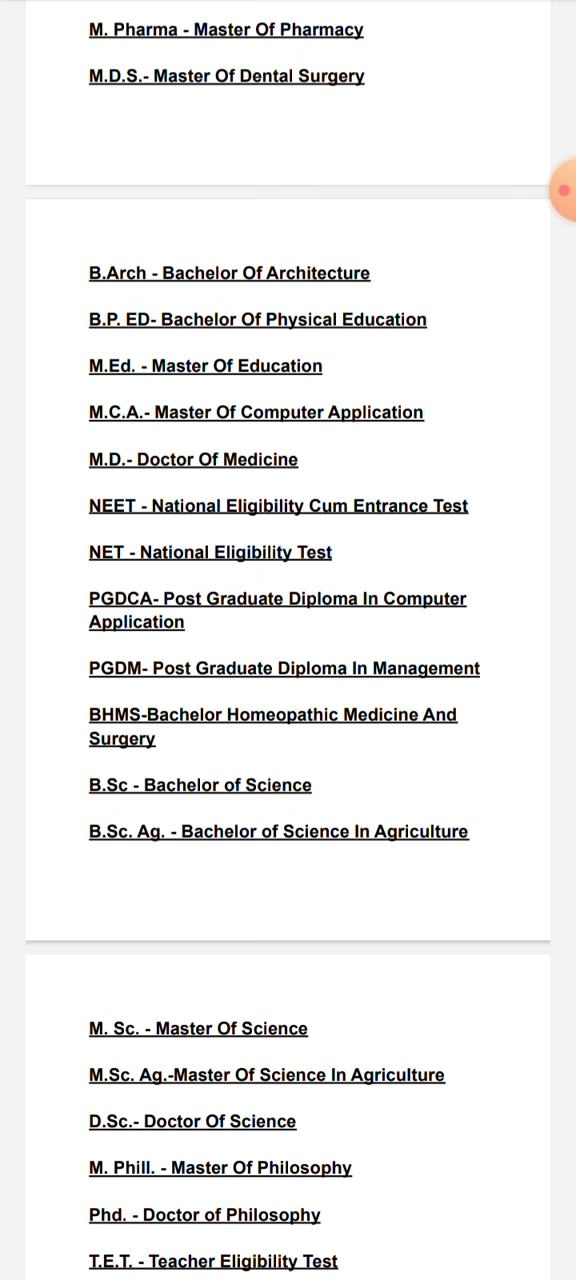 M. Pharma - Master Of Pharmacy
M.D.S.- Master Of Dental Surgery
B.Arch - Bachelor Of Architecture
B.P. ED- Bachelor Of Physical Education
M.Ed. - Master Of Education
M.C.A.- Master Of Computer Application
M.D.- Doctor Of Medicine
NEET - National Eligibility Cum Entrance Test
NET - National Eligibility Test
PGDCA- Post Graduate Diploma In Computer
Application
PGDM- Post Graduate Diploma In Management
BHMS-Bachelor Homeopathic Medicine And
Surgery
B.Sc - Bachelor of Science
B.Sc. Ag. - Bachelor of Science In Agriculture
M. Sc. - Master Of Science
M.Sc. Ag.-Master Of Science In Agriculture
D.Sc.- Doctor Of Science
M. Phill. - Master Of Philosophy
Phd. - Doctor of Philosophy
T.E.T. - Teacher Eligibility Test